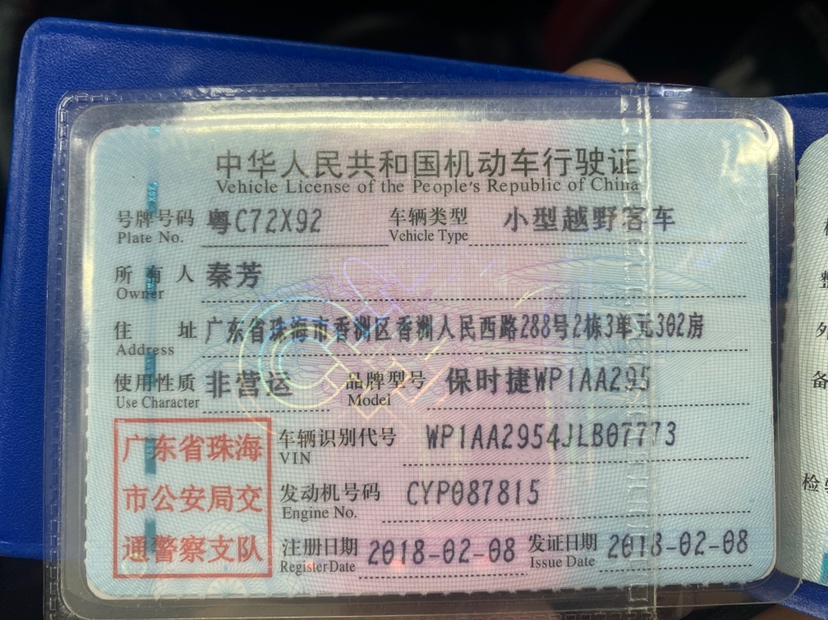 中华人民共和国机动车行驶证
Vehicle License of the People's Republic of China
号牌号码 粤C72X92 车辆类型 小型越野客车
Plate No. Vehicle Type
所有人 秦芳
Owner
住址 广东省珠海市香洲区香洲人民西路288号2栋3单元302房
Address
使用性质 非营运 品牌型号 保时捷WP1AA295
Use Character Model
广东省珠海
市公安局交
通警察支队
车辆识别代号 WP1AA2954JLB07773
VIN
发动机号码 CYP087815
Engine No.
注册日期 2018-02-08 发证日期 2018-02-08
Register Date Issue Date
整
备
检验